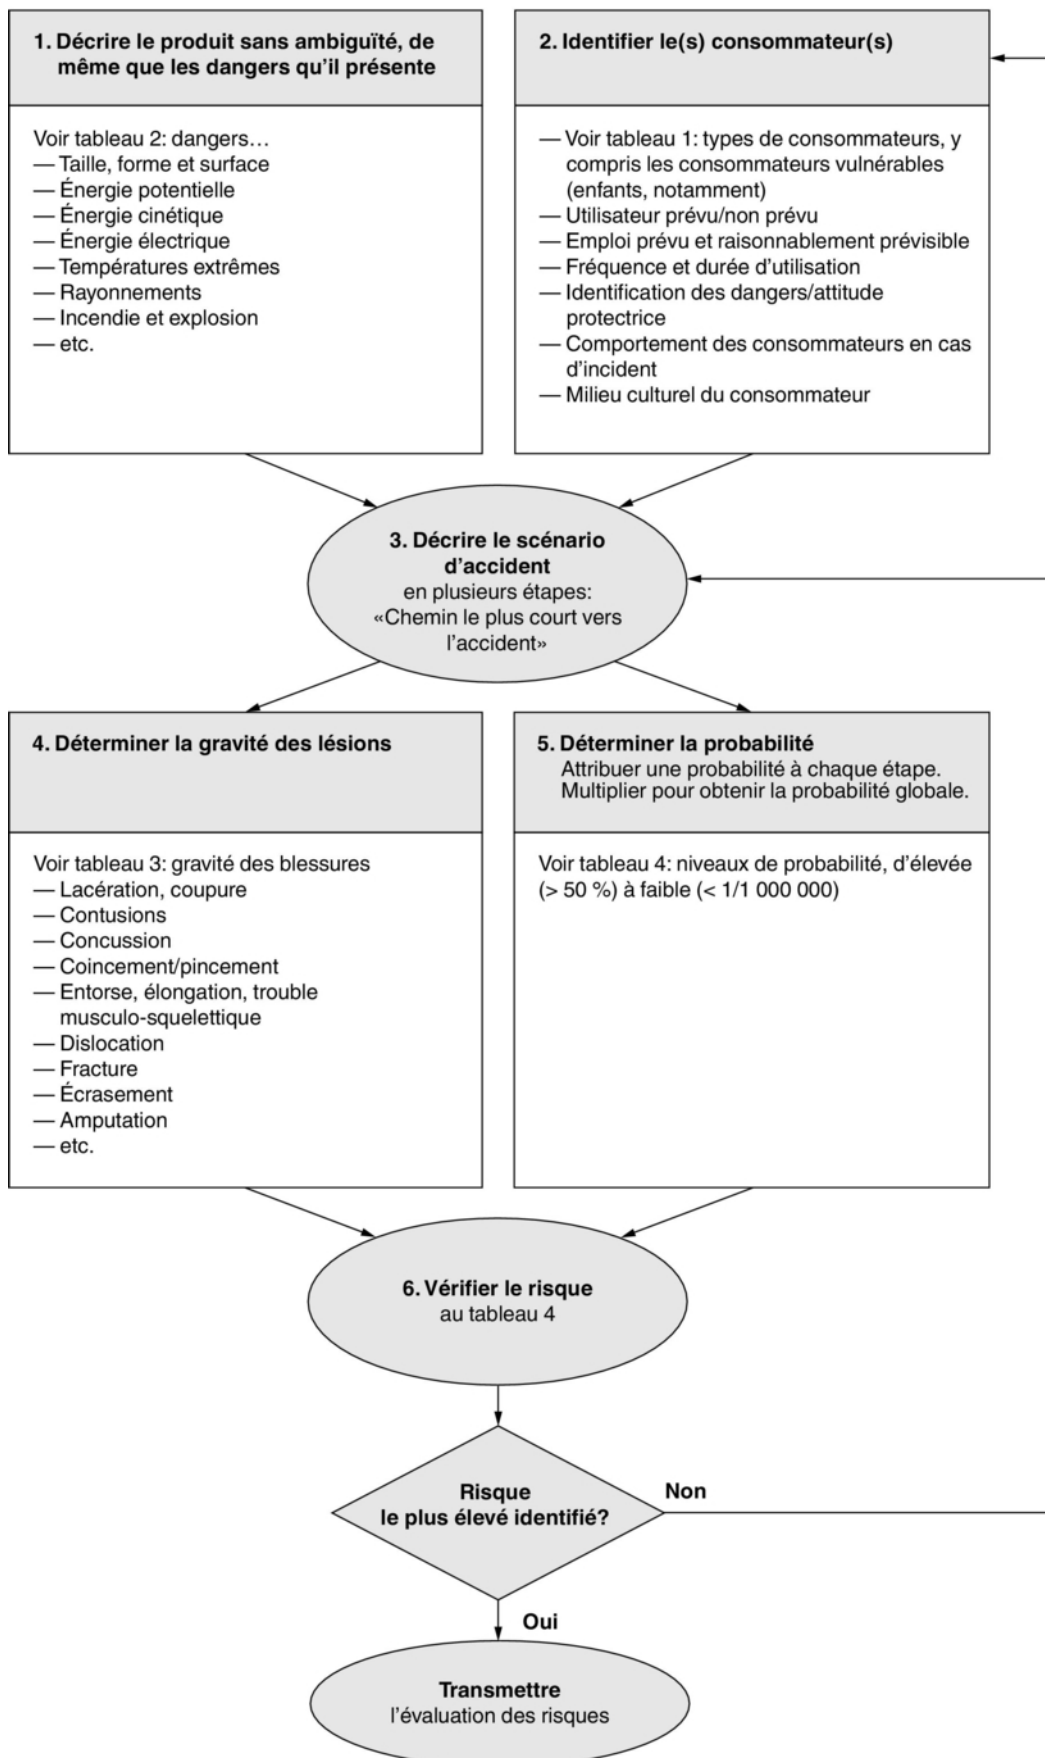 1. Décrire le produit sans ambiguïté, de
même que les dangers qu'il présente
Voir tableau 2: dangers…
— Taille, forme et surface
— Énergie potentielle
— Énergie cinétique
— Énergie électrique
— Températures extrêmes
— Rayonnements
— Incendie et explosion
— etc.
2. Identifier le(s) consommateur(s)
— Voir tableau 1: types de consommateurs, y
compris les consommateurs vulnérables
(enfants, notamment)
— Utilisateur prévu/non prévu
— Emploi prévu et raisonnablement prévisible
— Fréquence et durée d'utilisation
— Identification des dangers/attitude
protectrice
— Comportement des consommateurs en cas
d'incident
— Milieu culturel du consommateur
3. Décrire le scénario
d'accident
en plusieurs étapes:
«Chemin le plus court vers
l'accident»
4. Déterminer la gravité des lésions
Voir tableau 3: gravité des blessures
— Lacération, coupure
— Contusions
— Concussion
— Coincement/pincement
— Entorse, élongation, trouble
musculo-squelettique
— Dislocation
— Fracture
— Écrasement
— Amputation
— etc.
5. Déterminer la probabilité
Attribuer une probabilité à chaque étape.
Multiplier pour obtenir la probabilité globale.
Voir tableau 4: niveaux de probabilité, d'élevée
(> 50 %) à faible (< 1/1 000 000)
6. Vérifier le risque
au tableau 4
Risque
le plus élevé identifié?
Non
Oui
Transmettre
l'évaluation des risques